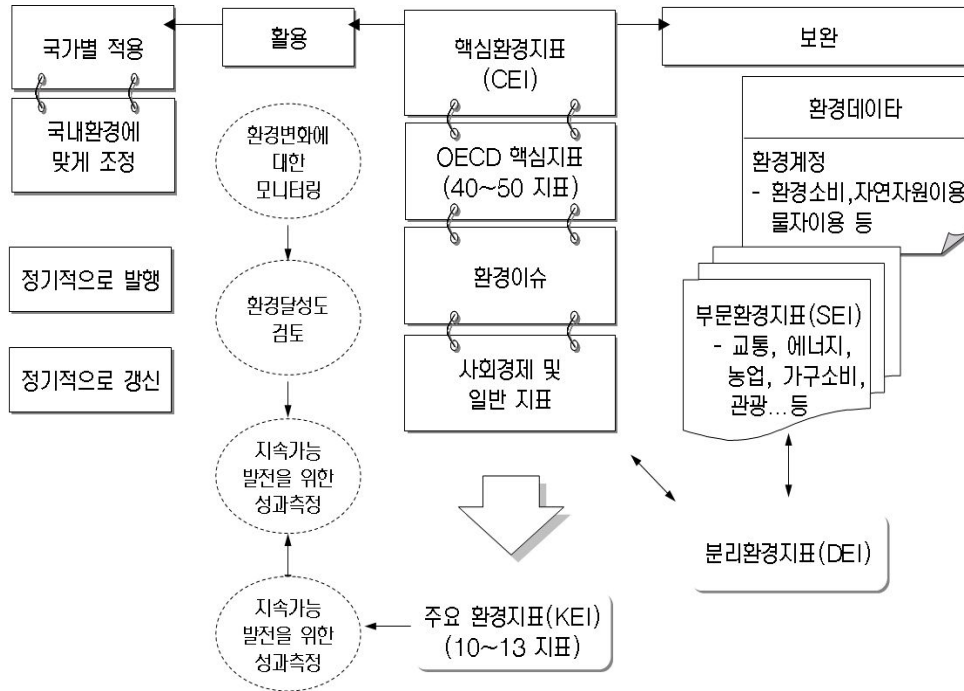 국가별 적용
국내환경에
맞게 조정
정기적으로 발행
정기적으로 갱신
활용
환경변화에
대한
모니터링
환경달성도
검토
지속가능
발전을 위한
성과측정
지속가능
발전을 위한
성과측정
핵심환경지표
(CEI)
OECD 핵심지표
(40~50 지표)
환경이슈
사회경제 및
일반 지표
주요 환경지표(KEI)
(10~13 지표)
보완
환경데이타
환경계정
- 환경소비,자연자원이용
물자이용 등
부문환경지표(SEI)
- 교통, 에너지,
농업, 가구소비,
관광...등
분리환경지표(DEI)